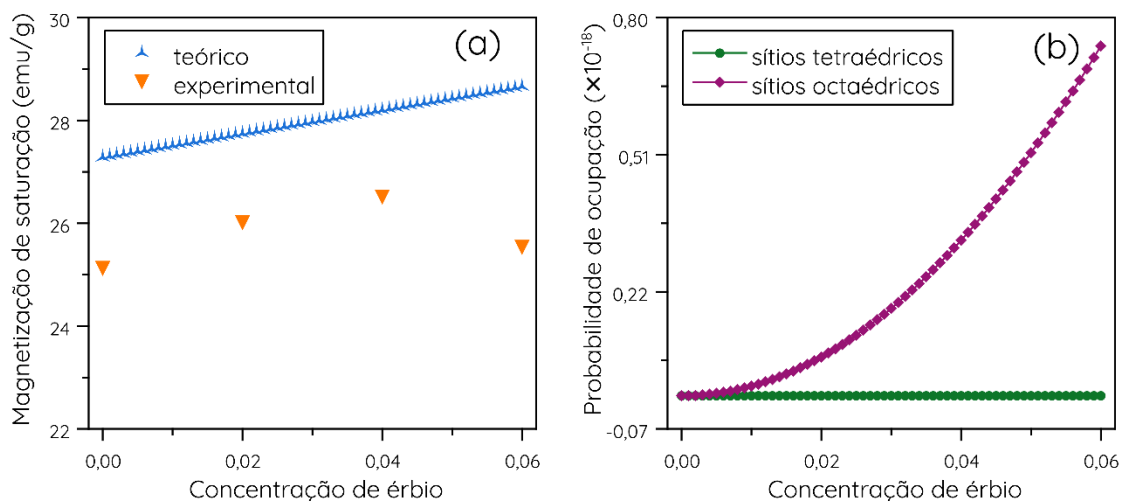 (a)
teórico
experimental
Magnetização de saturação (emu/g)
30
28
26
24
22
0,00
0,02
0,04
0,06
Concentração de érbio
(b)
sítios tetraédricos
sítios octaédricos
Probabilidade de ocupação (×10⁻¹⁸)
0,80
0,51
0,22
-0,07
0,00
0,02
0,04
0,06
Concentração de érbio